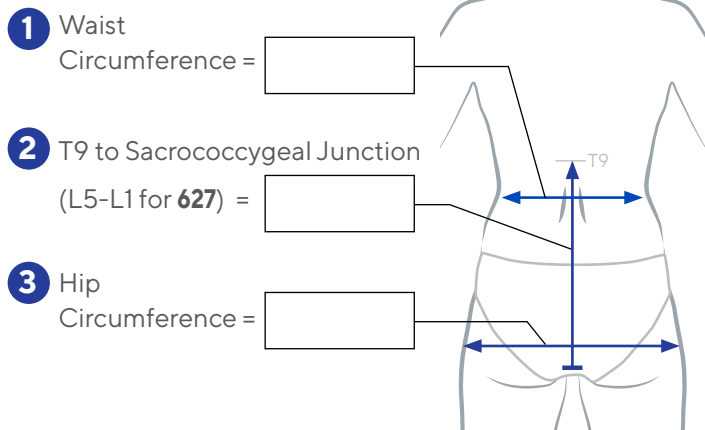 1 Waist
Circumference =
2 T9 to Sacrococcygeal Junction
(L5-L1 for 627) =
T9
3 Hip
Circumference =